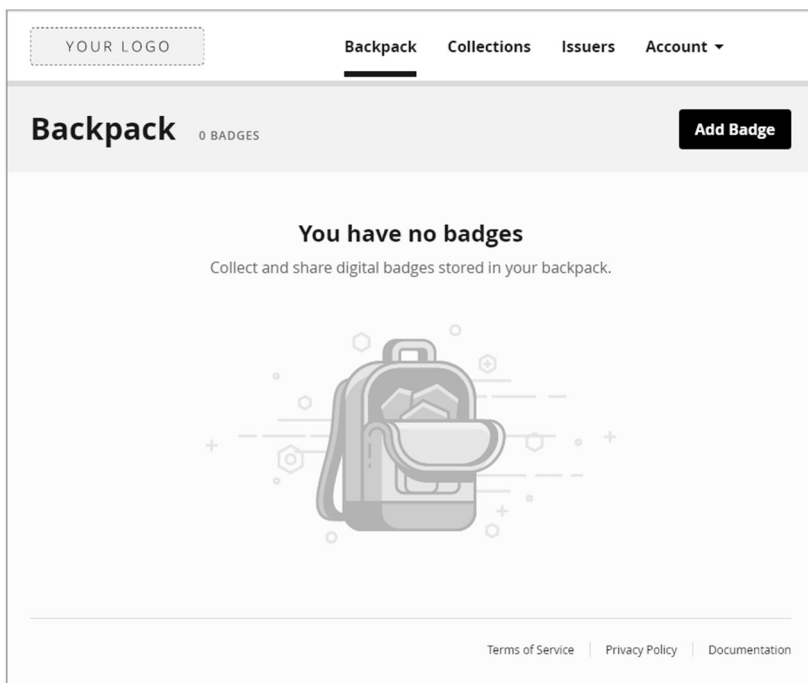 YOUR LOGO
Backpack Collections Issuers Account
Backpack 0 BADGES Add Badge
You have no badges
Collect and share digital badges stored in your backpack.
Terms of Service Privacy Policy Documentation